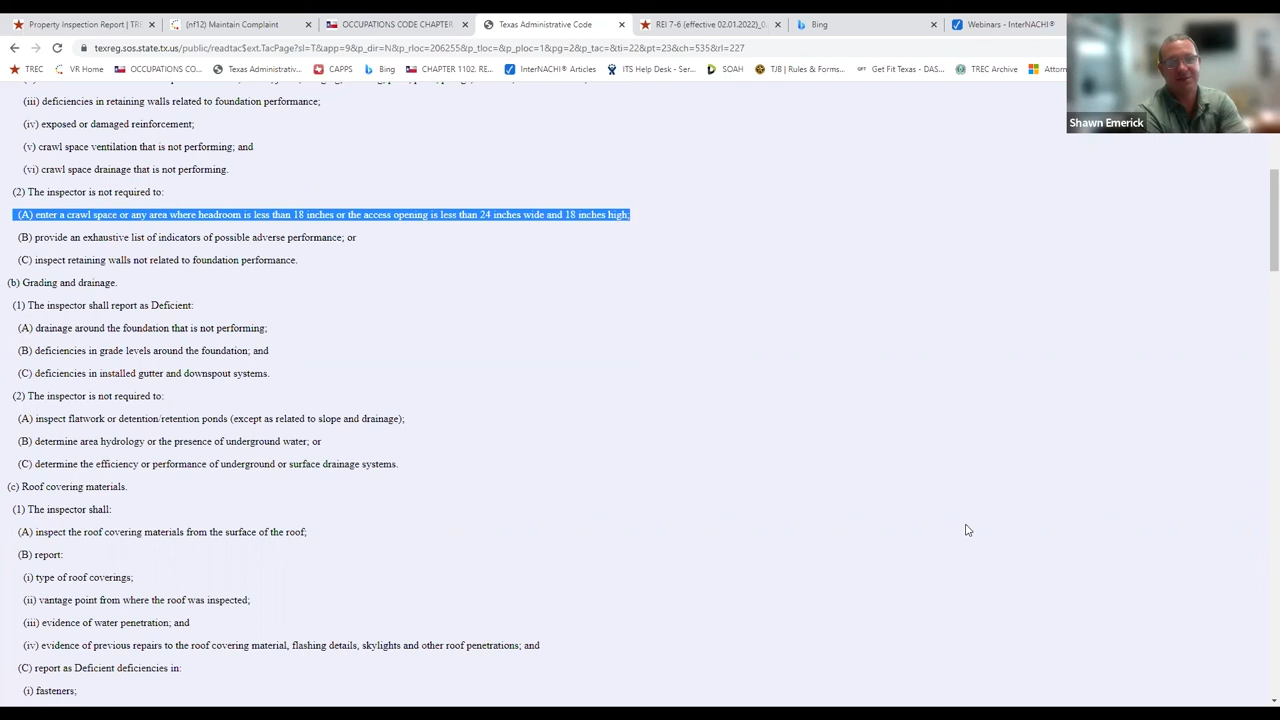 Property Inspection Report | TRE
(nf12) Maintain Complaint
OCCUPATIONS CODE CHAPTER
Texas Administrative Code
REI 7-6 (effective 02.01.2022)_0
Bing
Webinars - InterNACHI®
texreg.sos.state.tx.us/public/readtac$ext.TacPage?sl=T&app=9&p_dir=N&p_rloc=206255&p_tloc=&p_ploc=1&pg=2&p_tac=&ti=22&pt=23&ch=535&rl=227
TREC
VR Home
OCCUPATIONS CO...
Texas Administrativ...
CAPPS
Bing
CHAPTER 1102. RE...
InterNACHI® Articles
ITS Help Desk - Ser...
SOAH
TJB | Rules & Forms...
Get Fit Texas - DAS...
TREC Archive
Attor
Shawn Emerick
(iii) deficiencies in retaining walls related to foundation performance;
(iv) exposed or damaged reinforcement;
(v) crawl space ventilation that is not performing; and
(vi) crawl space drainage that is not performing.
(2) The inspector is not required to:
(A) enter a crawl space or any area where headroom is less than 18 inches or the access opening is less than 24 inches wide and 18 inches high;
(B) provide an exhaustive list of indicators of possible adverse performance; or
(C) inspect retaining walls not related to foundation performance.
(b) Grading and drainage.
(1) The inspector shall report as Deficient:
(A) drainage around the foundation that is not performing;
(B) deficiencies in grade levels around the foundation; and
(C) deficiencies in installed gutter and downspout systems.
(2) The inspector is not required to:
(A) inspect flatwork or detention/retention ponds (except as related to slope and drainage);
(B) determine area hydrology or the presence of underground water; or
(C) determine the efficiency or performance of underground or surface drainage systems.
(c) Roof covering materials.
(1) The inspector shall:
(A) inspect the roof covering materials from the surface of the roof;
(B) report:
(i) type of roof coverings;
(ii) vantage point from where the roof was inspected;
(iii) evidence of water penetration; and
(iv) evidence of previous repairs to the roof covering material, flashing details, skylights and other roof penetrations; and
(C) report as Deficient deficiencies in:
(i) fasteners;